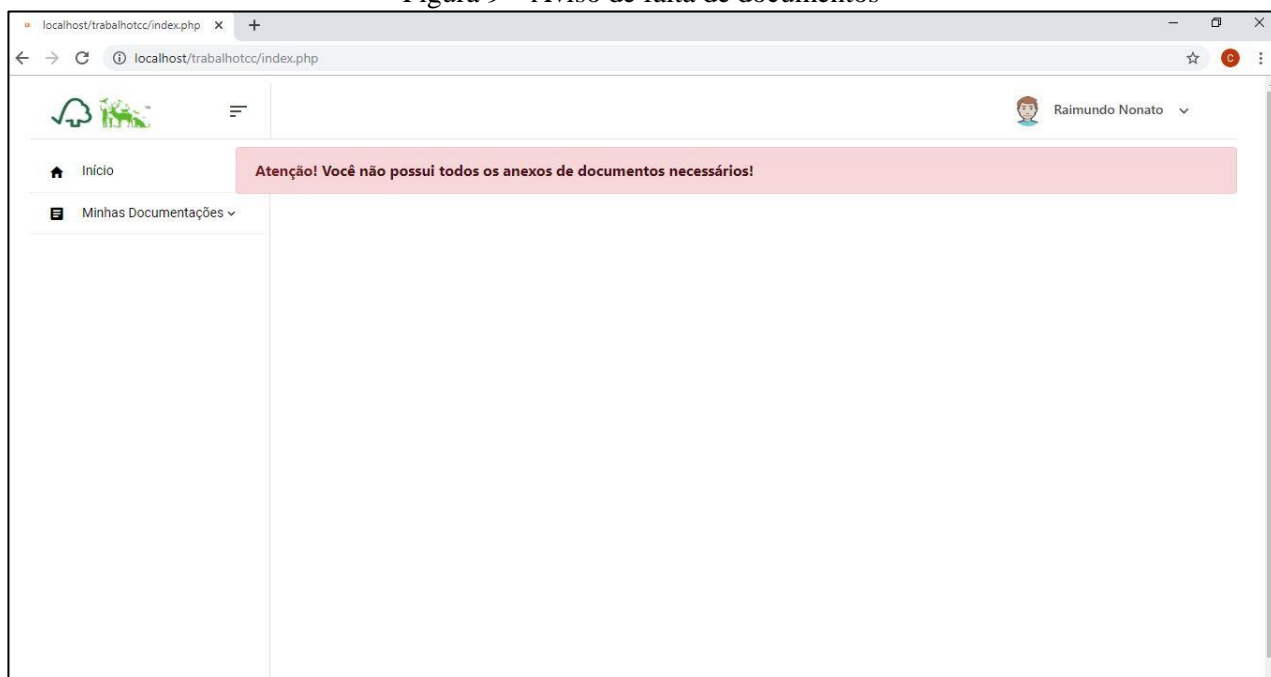 Figura 9 – Aviso de falta de documentos
localhost/trabalhotcc/index.php
localhost/trabalhotcc/index.php
C
Raimundo Nonato
Início
Atenção! Você não possui todos os anexos de documentos necessários!
Minhas Documentações